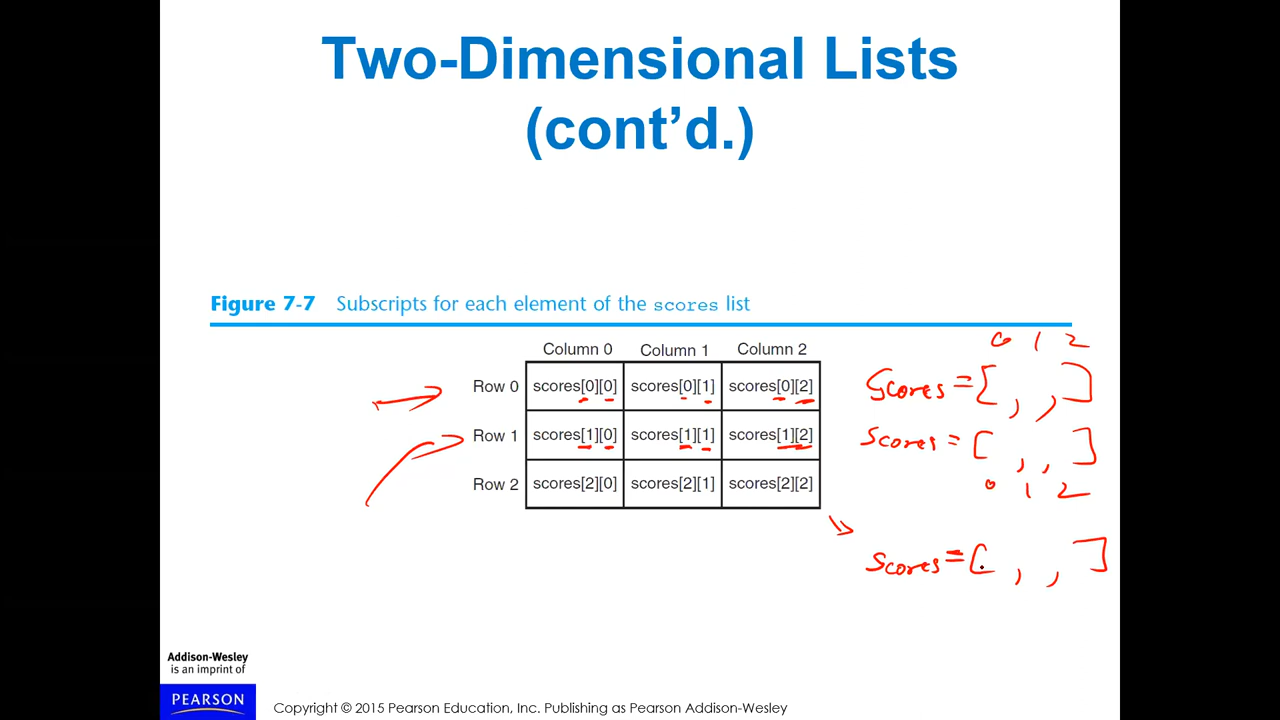 Two-Dimensional Lists
(cont’d.)
Figure 7-7 Subscripts for each element of the scores list
Column 0 Column 1 Column 2
Row 0 scores[0][0] scores[0][1] scores[0][2]
Row 1 scores[1][0] scores[1][1] scores[1][2]
Row 2 scores[2][0] scores[2][1] scores[2][2]
0 1 2
Scores = [ , , ]
Scores = [ , , ]
0 1 2
Scores = [ , , ]
Addison-Wesley
is an imprint of
PEARSON
Copyright © 2015 Pearson Education, Inc. Publishing as Pearson Addison-Wesley